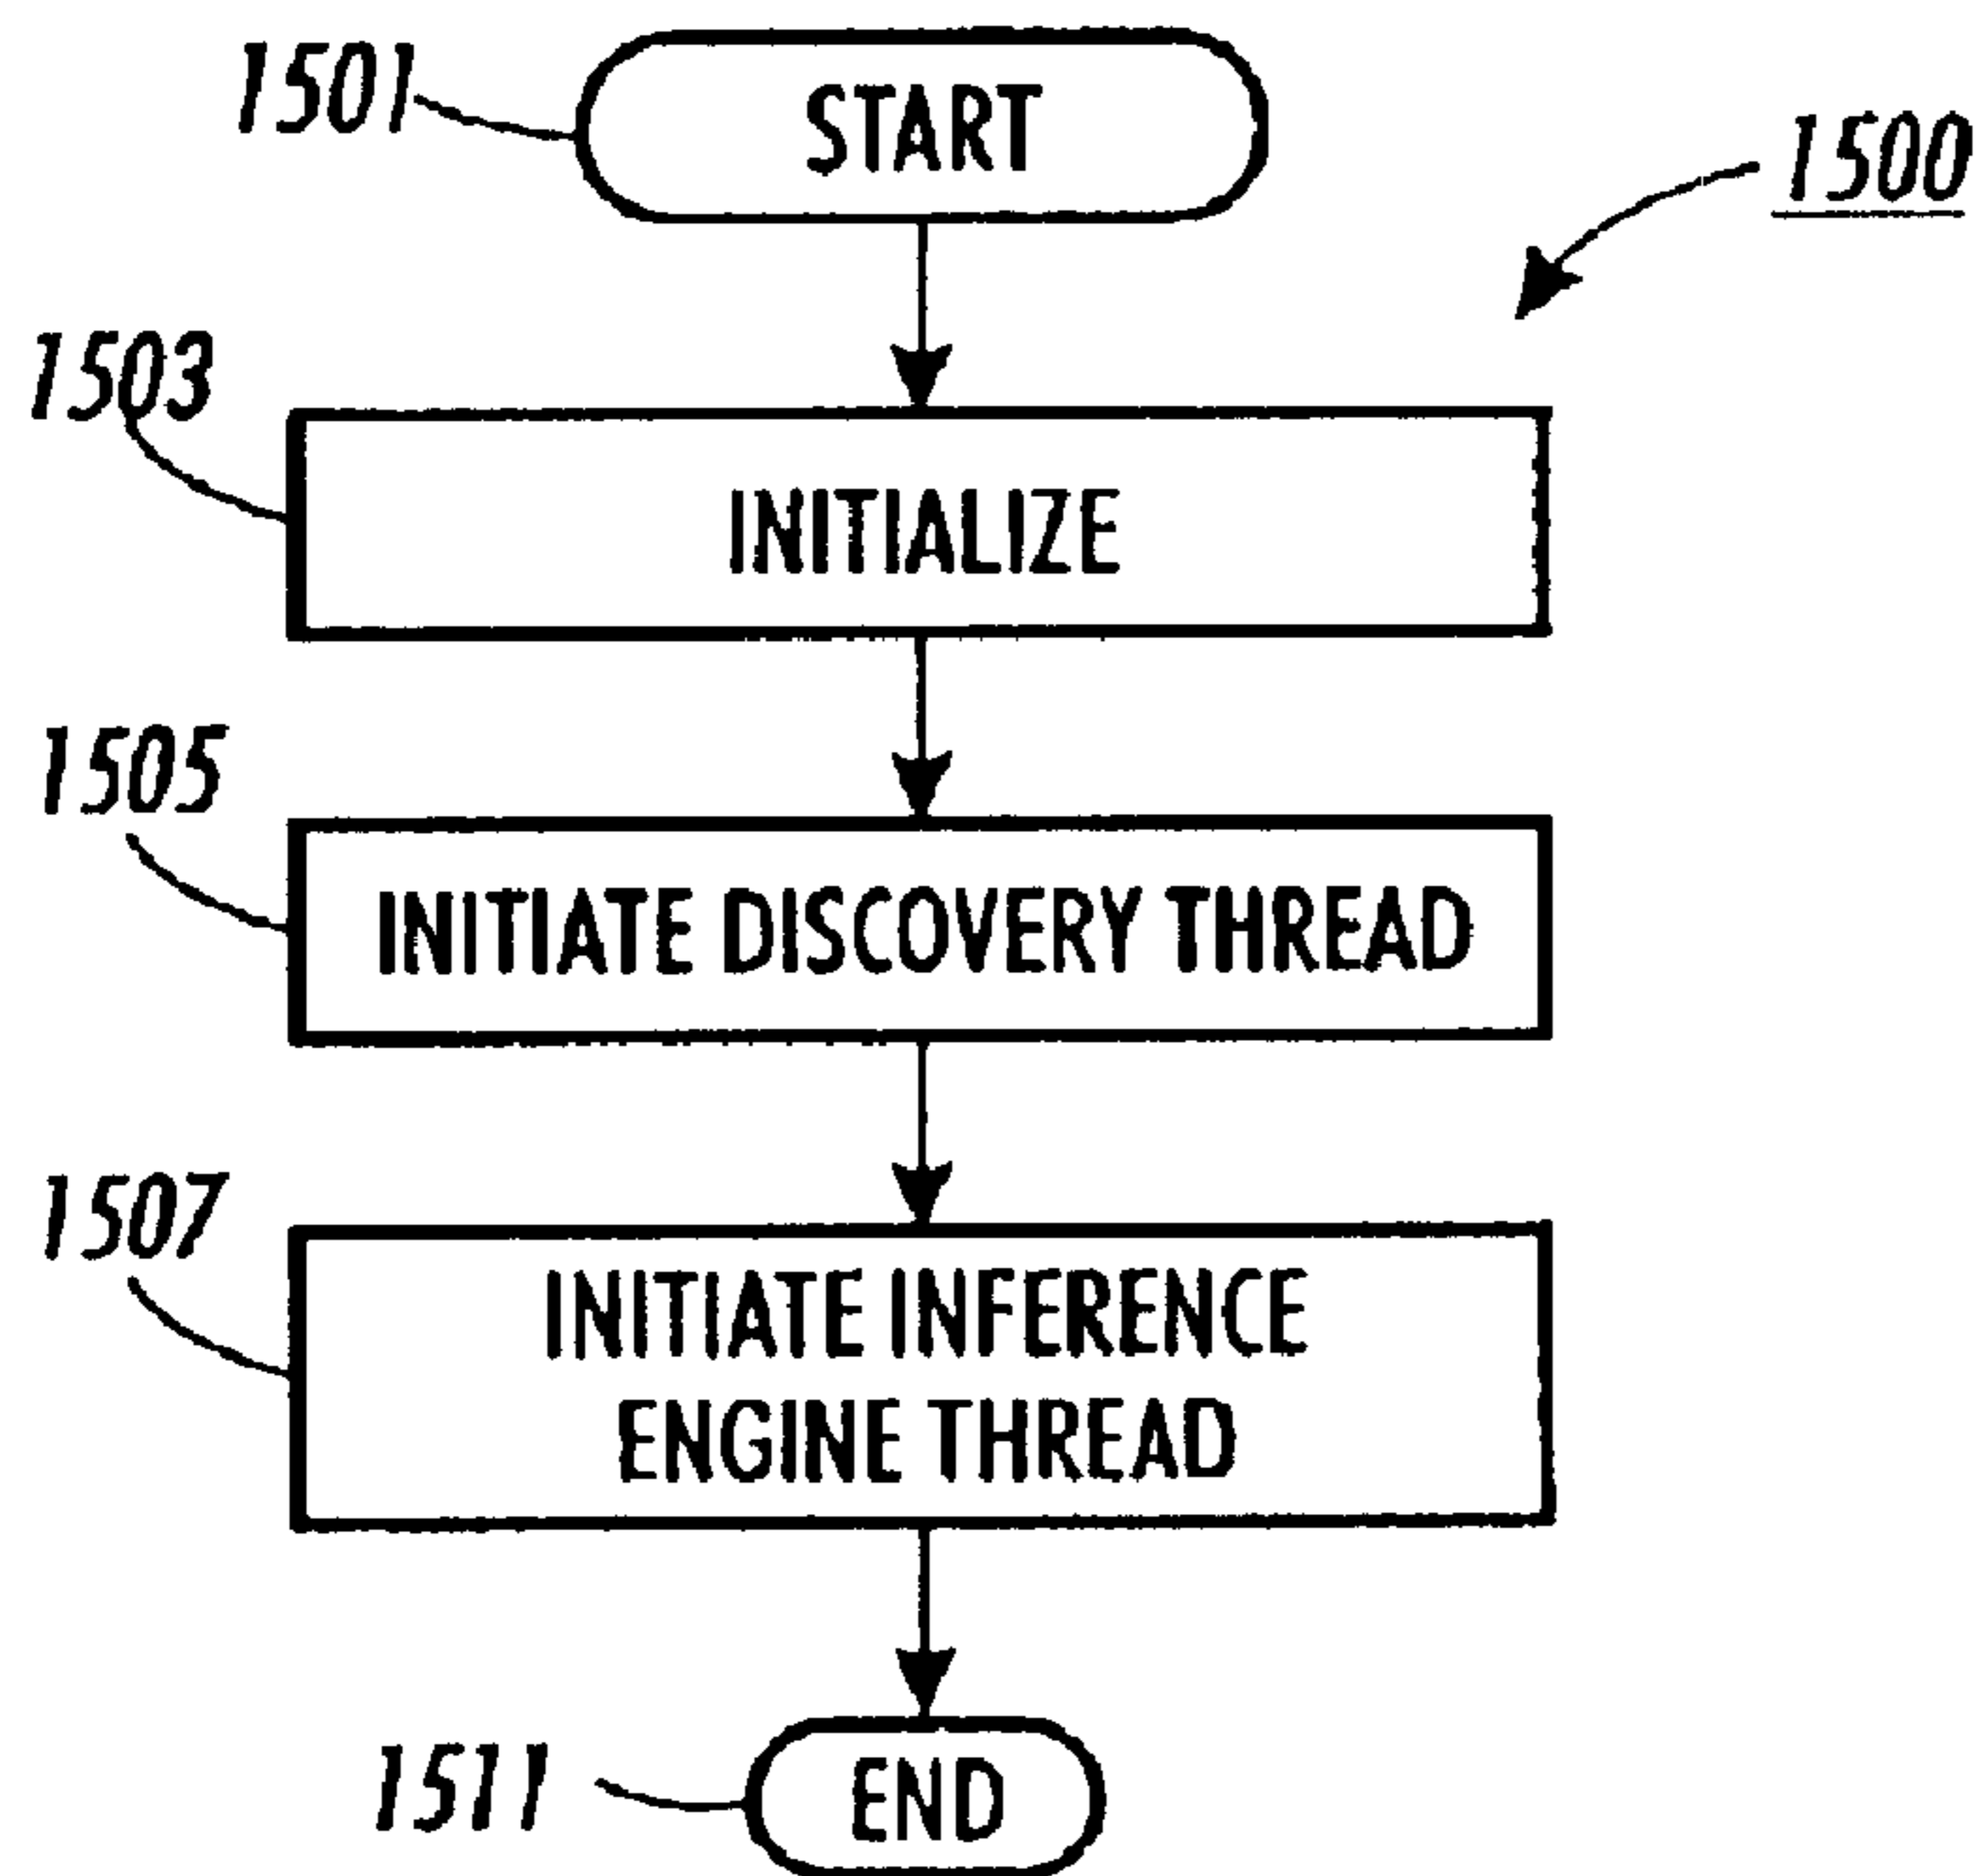 1501
START
1500
1503
INITIALIZE
1505
INITIATE DISCOVERY THREAD
1507
INITIATE INFERENCE
ENGINE THREAD
1511
END